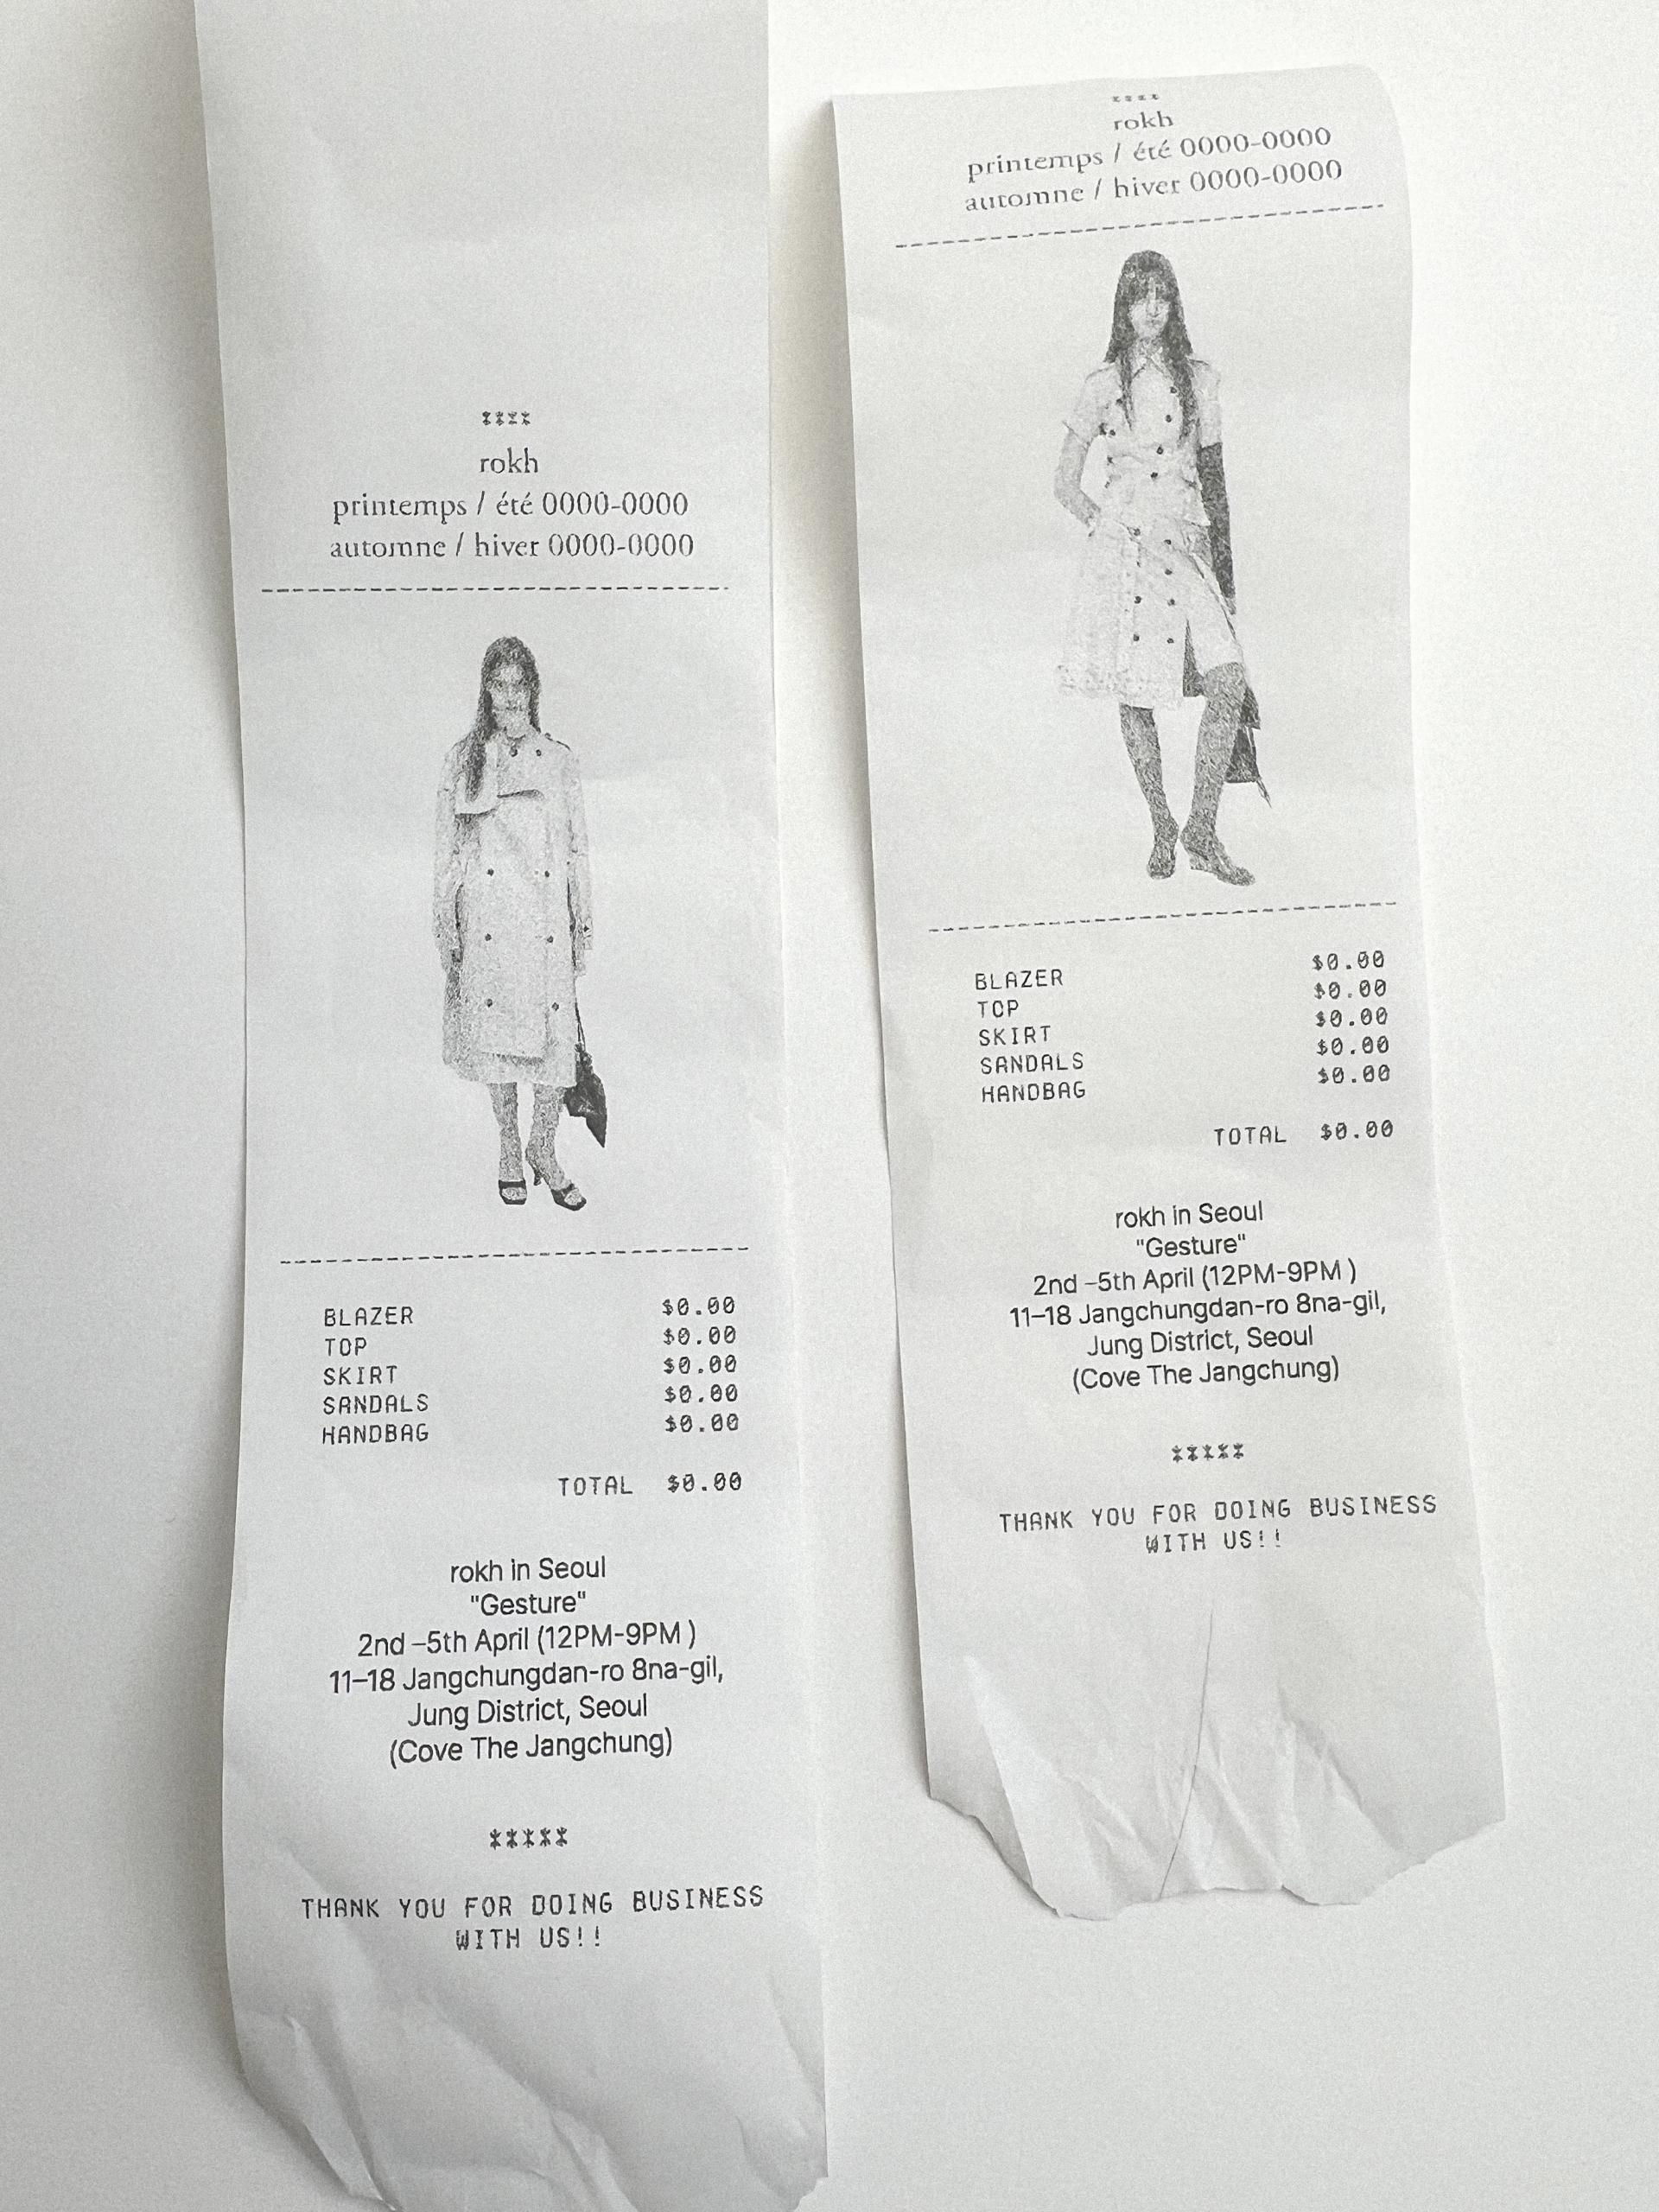 ****
rokh
printemps / été 0000-0000
automne / hiver 0000-0000
BLAZER $0.00
TOP $0.00
SKIRT $0.00
SANDALS $0.00
HANDBAG $0.00
TOTAL $0.00
rokh in Seoul
"Gesture"
2nd –5th April (12PM-9PM )
11–18 Jangchungdan-ro 8na-gil,
Jung District, Seoul
(Cove The Jangchung)
*****
THANK YOU FOR DOING BUSINESS
WITH US!!
****
rokh
printemps / été 0000-0000
automne / hiver 0000-0000
BLAZER $0.00
TOP $0.00
SKIRT $0.00
SANDALS $0.00
HANDBAG $0.00
TOTAL $0.00
rokh in Seoul
"Gesture"
2nd –5th April (12PM-9PM )
11–18 Jangchungdan-ro 8na-gil,
Jung District, Seoul
(Cove The Jangchung)
*****
THANK YOU FOR DOING BUSINESS
WITH US!!